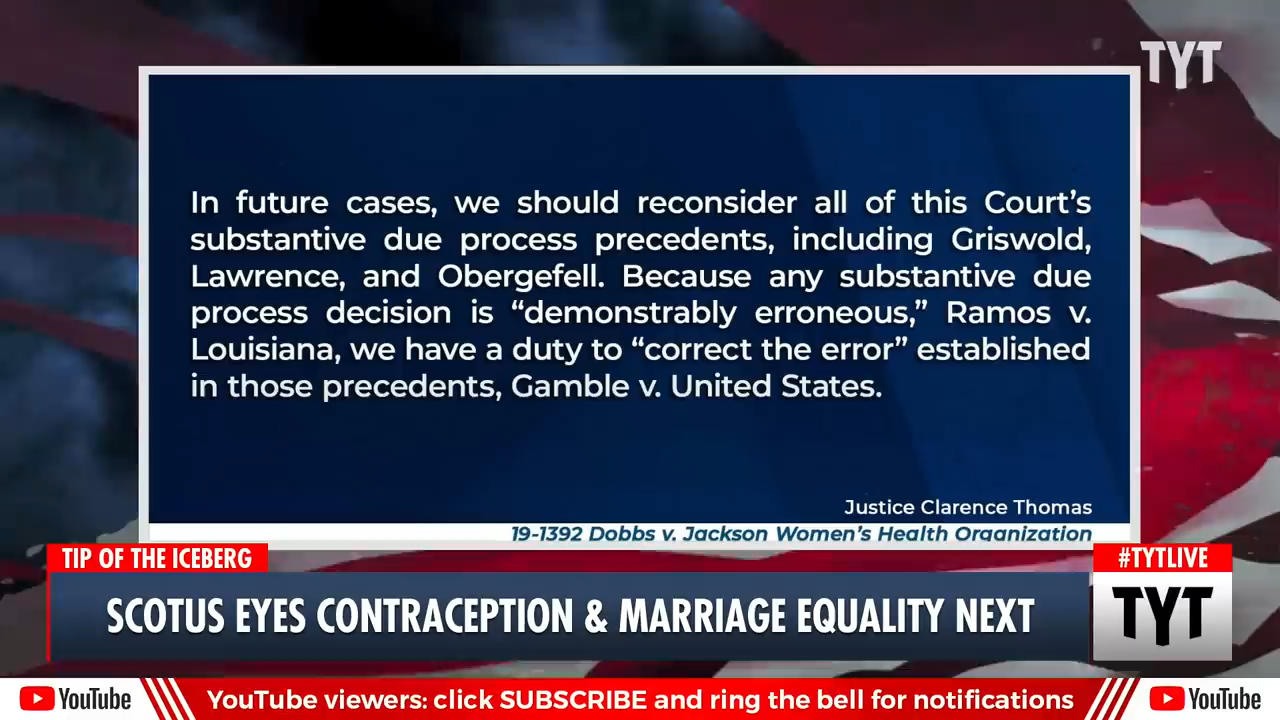 TYT
In future cases, we should reconsider all of this Court's
substantive due process precedents, including Griswold,
Lawrence, and Obergefell. Because any substantive due
process decision is “demonstrably erroneous,” Ramos v.
Louisiana, we have a duty to “correct the error” established
in those precedents, Gamble v. United States.
Justice Clarence Thomas
19-1392 Dobbs v. Jackson Women's Health Organization
TIP OF THE ICEBERG
#TYTLIVE
SCOTUS EYES CONTRACEPTION & MARRIAGE EQUALITY NEXT
TYT
YouTube
YouTube viewers: click SUBSCRIBE and ring the bell for notifications
YouTube